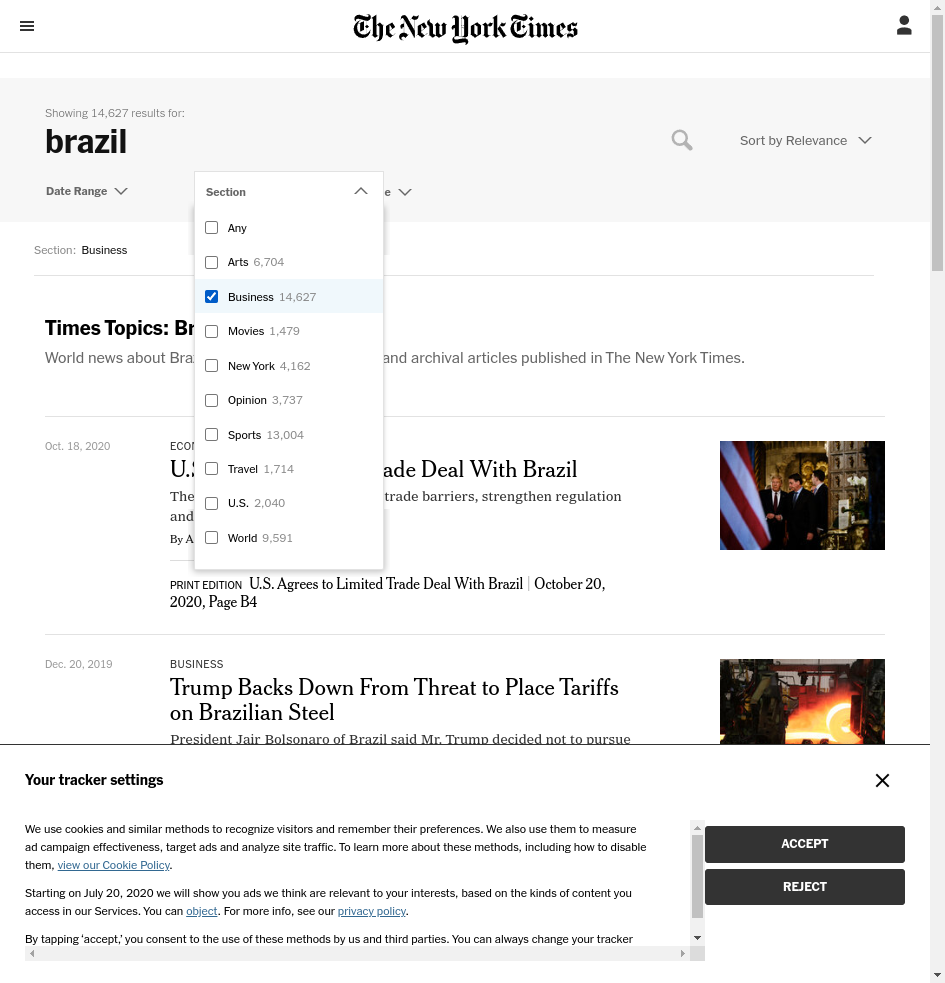 The New York Times
Showing 14,627 results for:
brazil
Sort by Relevance
Date Range
Section
e
Any
Arts 6,704
Business 14,627
Movies 1,479
New York 4,162
Opinion 3,737
Sports 13,004
Travel 1,714
U.S. 2,040
World 9,591
Section: Business
Times Topics: Br
World news about Braz and archival articles published in The New York Times.
Oct. 18, 2020
ECON
U.S ade Deal With Brazil
The trade barriers, strengthen regulation
and
By A
PRINT EDITION U.S. Agrees to Limited Trade Deal With Brazil | October 20,
2020, Page B4
Dec. 20, 2019
BUSINESS
Trump Backs Down From Threat to Place Tariffs
on Brazilian Steel
President Jair Bolsonaro of Brazil said Mr. Trump decided not to pursue
Your tracker settings
We use cookies and similar methods to recognize visitors and remember their preferences. We also use them to measure
ad campaign effectiveness, target ads and analyze site traffic. To learn more about these methods, including how to disable
them, view our Cookie Policy.
Starting on July 20, 2020 we will show you ads we think are relevant to your interests, based on the kinds of content you
access in our Services. You can object. For more info, see our privacy policy.
By tapping 'accept,' you consent to the use of these methods by us and third parties. You can always change your tracker
ACCEPT
REJECT